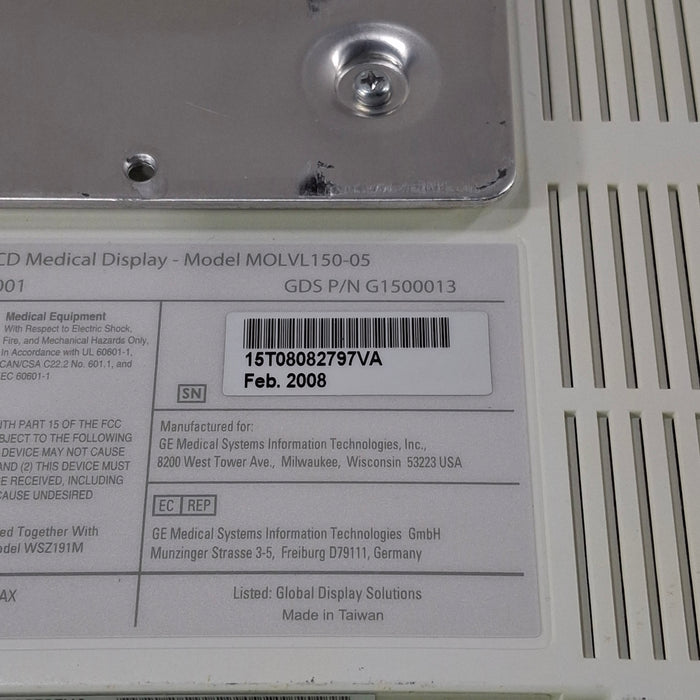 CD Medical Display - Model MOLVL150-05
001
GDS P/N G1500013
Medical Equipment
With Respect to Electric Shock,
Fire, and Mechanical Hazards Only,
In Accordance with UL 60601-1,
CAN/CSA C22.2 No. 601.1, and
EC 60601-1
15T08082797VA
Feb. 2008
SN
ITH PART 15 OF THE FCC
BJECT TO THE FOLLOWING
DEVICE MAY NOT CAUSE
AND (2) THIS DEVICE MUST
E RECEIVED, INCLUDING
CAUSE UNDESIRED
Manufactured for:
GE Medical Systems Information Technologies, Inc.,
8200 West Tower Ave., Milwaukee, Wisconsin 53223 USA
EC REP
GE Medical Systems Information Technologies GmbH
Munzinger Strasse 3-5, Freiburg D79111, Germany
ed Together With
odel WSZ191M
AX
Listed: Global Display Solutions
Made in Taiwan